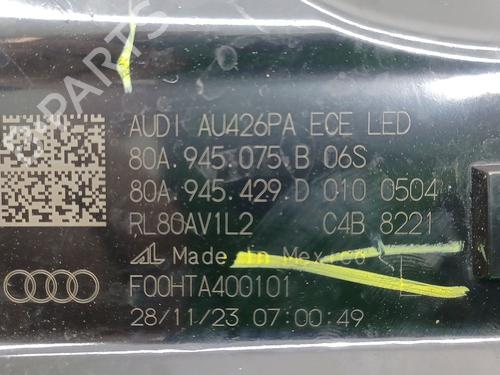 AUDI AU426PA ECE LED
80A.945.075.B 06S
80A.945.429.D 010 0504
RL80AV1L2 C4B 8221
AL Made in Mexico
F00HTA400101
28/11/23 07:00:49